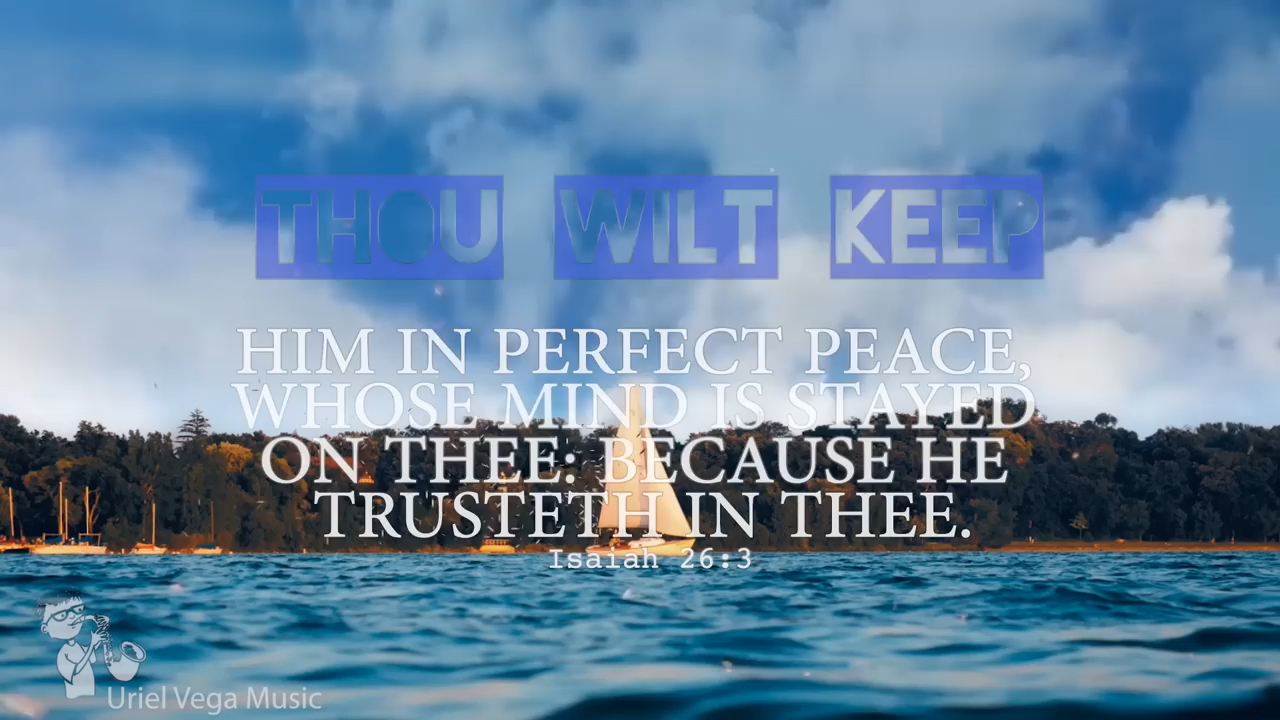 THOU WILT KEEP
HIM IN PERFECT PEACE,
WHOSE MIND IS STAYED
ON THEE: BECAUSE HE
TRUSTETH IN THEE.
Isaiah 26:3
Uriel Vega Music